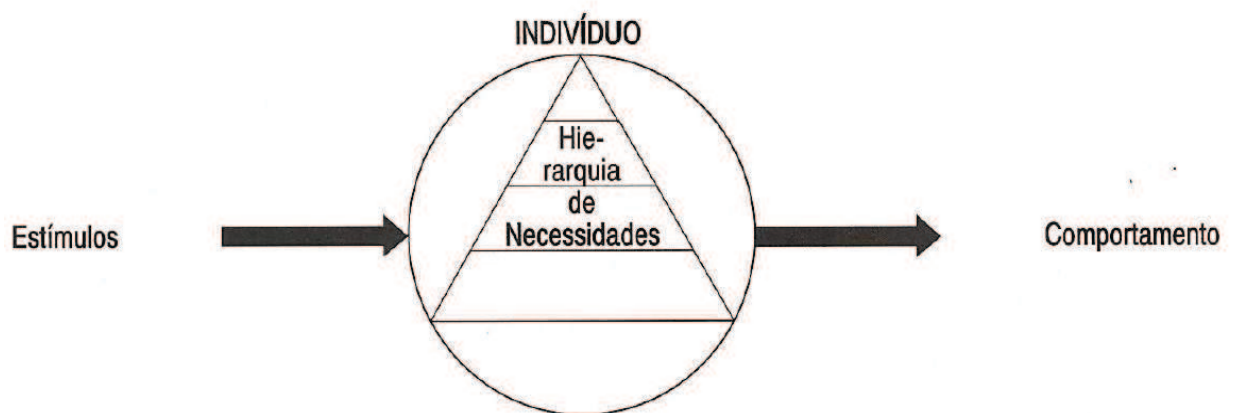 INDIVÍDUO
Hie-
rarquia
de
Necessidades
Estímulos
Comportamento